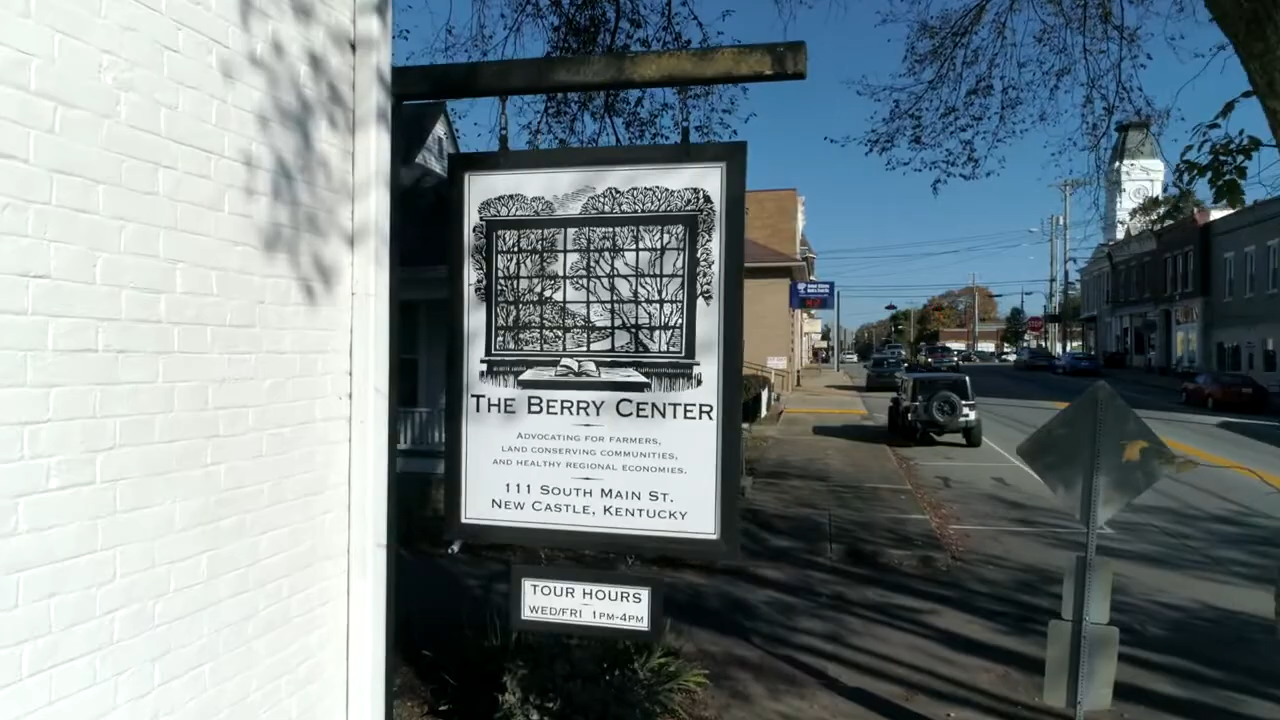 THE BERRY CENTER
ADVOCATING FOR FARMERS,
LAND CONSERVING COMMUNITIES,
AND HEALTHY REGIONAL ECONOMIES.
111 SOUTH MAIN ST.
NEW CASTLE, KENTUCKY
TOUR HOURS
WED/FRI 1PM-4PM
STOP